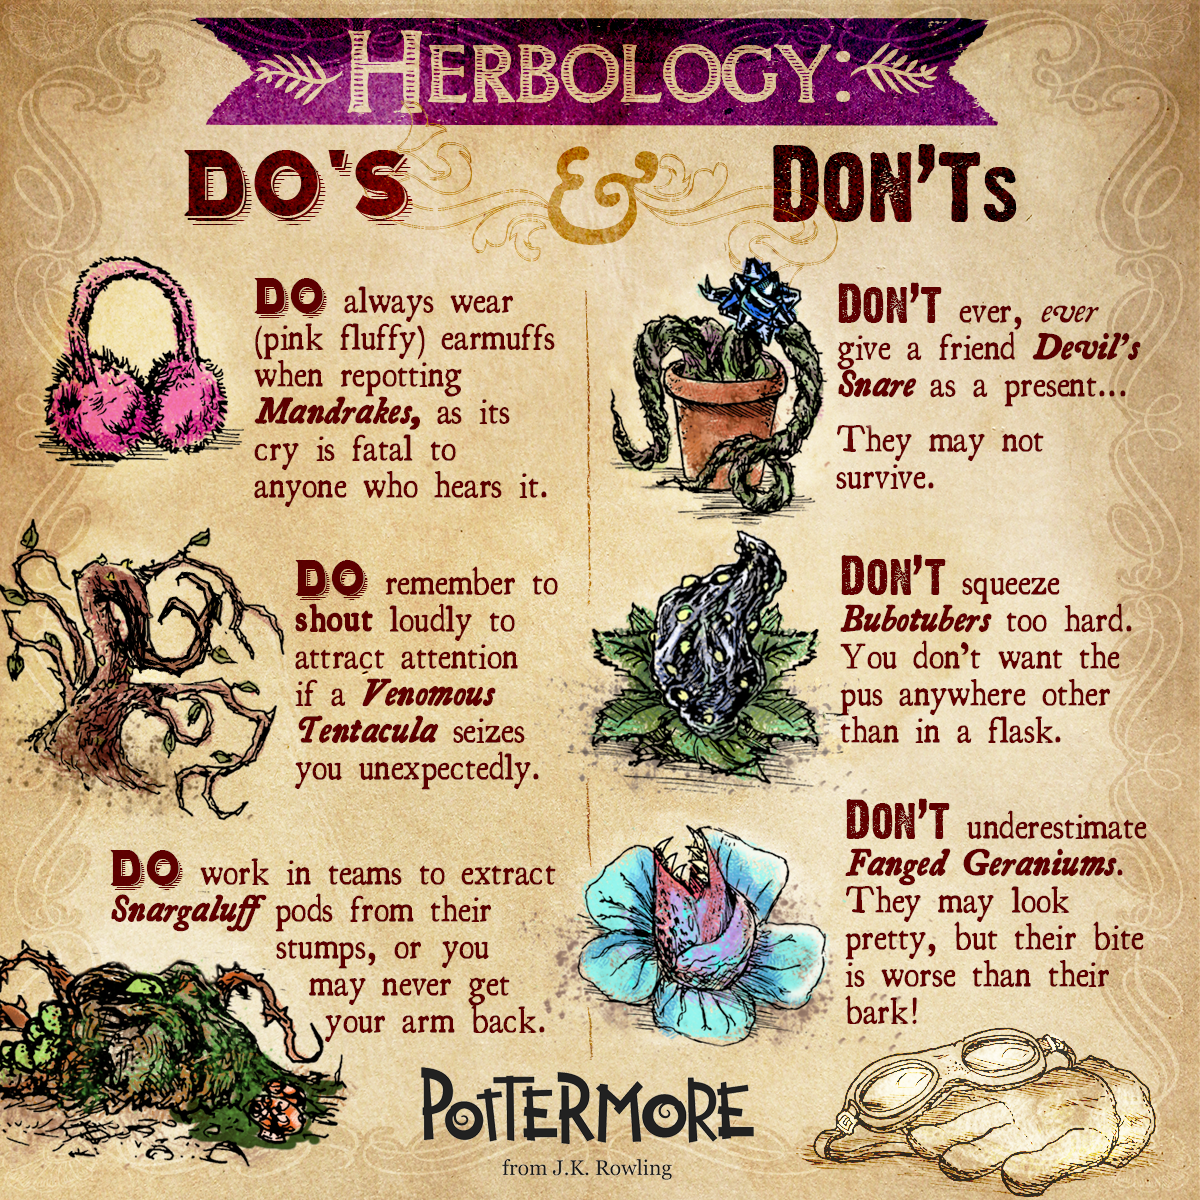 HERBOLOGY:
DO'S & DON'Ts
DO always wear
(pink fluffy) earmuffs
when repotting
Mandrakes, as its
cry is fatal to
anyone who hears it.
DO remember to
shout loudly to
attract attention
if a Venomous
Tentacula seizes
you unexpectedly.
DO work in teams to extract
Snargaluff pods from their
stumps, or you
may never get
your arm back.
DON'T ever, ever
give a friend Devil's
Snare as a present...
They may not
survive.
DON'T squeeze
Bubotubers too hard.
You don't want the
pus anywhere other
than in a flask.
DON'T underestimate
Fanged Geraniums.
They may look
pretty, but their bite
is worse than their
bark!
POTTERMORE
from J.K. Rowling